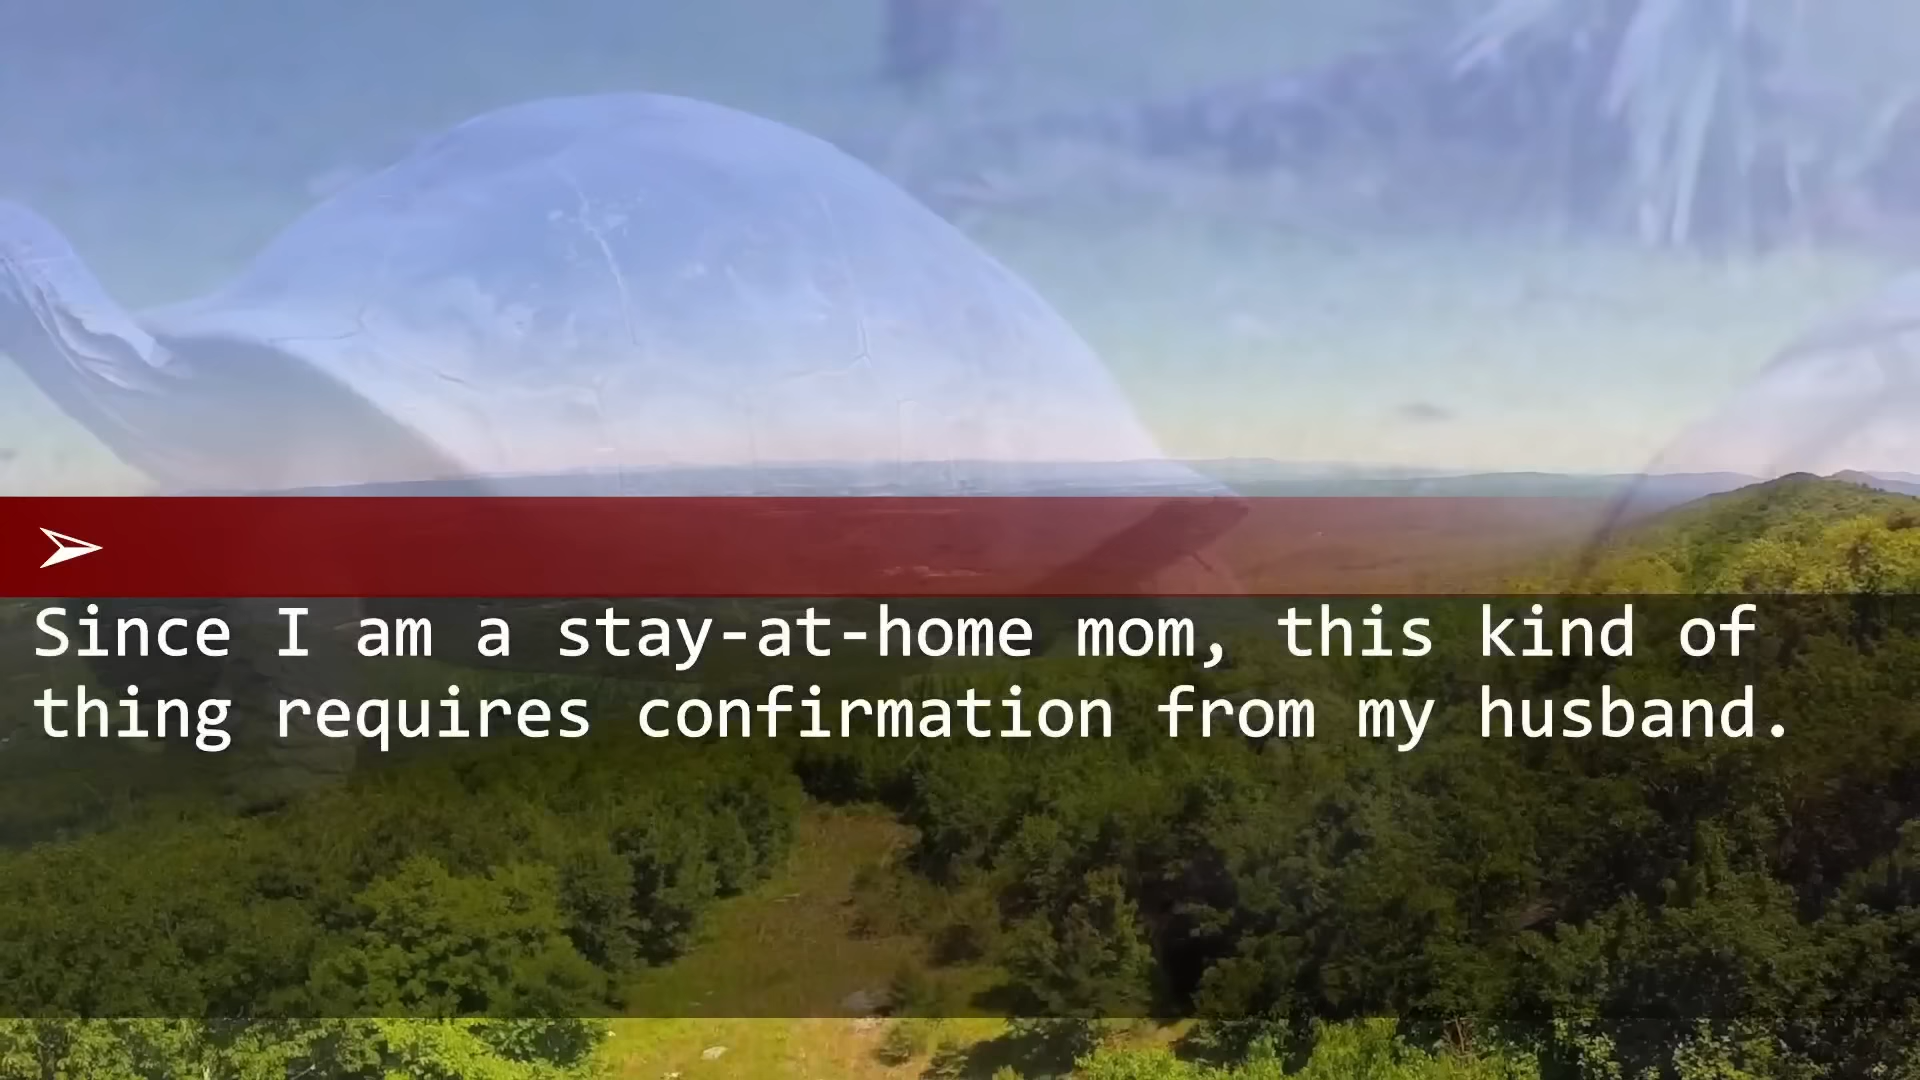 Since I am a stay-at-home mom, this kind of
thing requires confirmation from my husband.